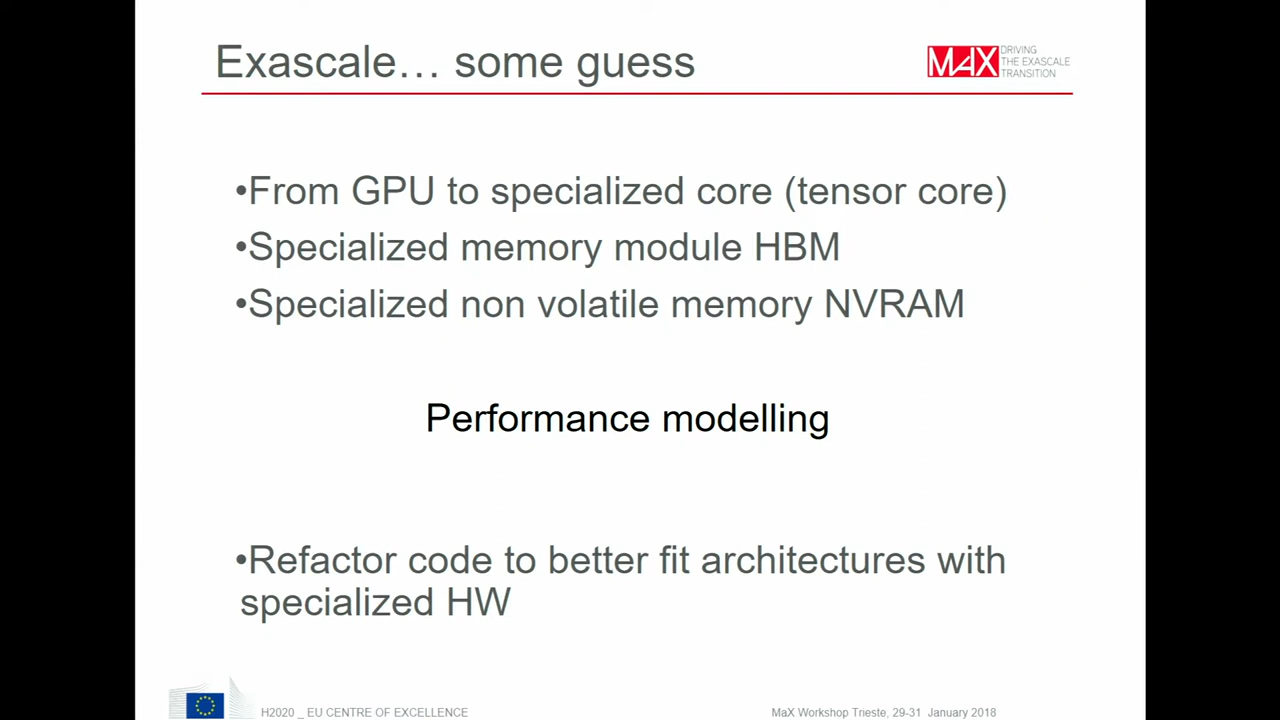 Exascale… some guess
MAX DRIVING
THE EXASCALE
TRANSITION
•From GPU to specialized core (tensor core)
•Specialized memory module HBM
•Specialized non volatile memory NVRAM
Performance modelling
•Refactor code to better fit architectures with
specialized HW
H2020 _ EU CENTRE OF EXCELLENCE
MaX Workshop Trieste, 29-31 January 2018